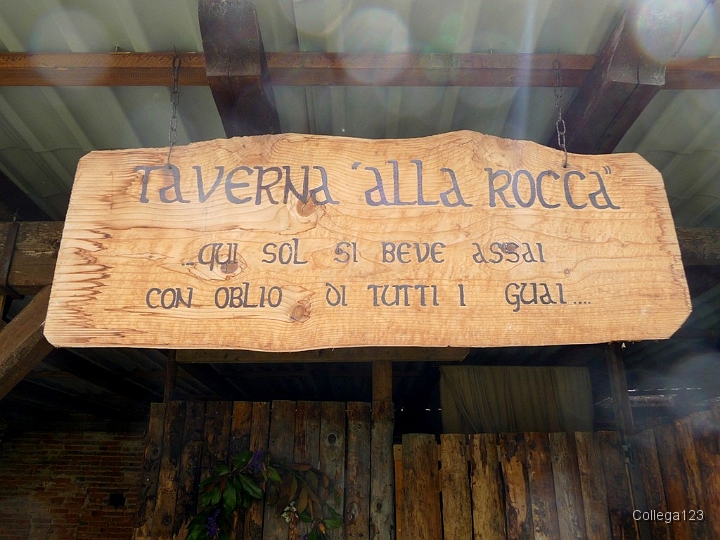 TAVERNA "ALLA ROCCA"
...QUI SOL SI BEVE ASSAI
CON OBLIO DI TUTTI I GUAI....
Collega123